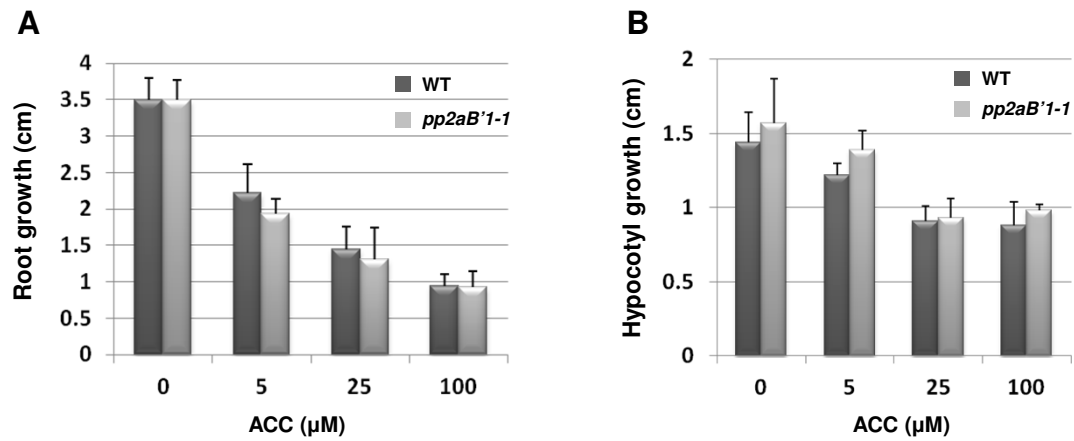 A
Root growth (cm)
4
3.5
3
2.5
2
1.5
1
0.5
0
WT
pp2aB'1-1
0 5 25 100
ACC (µM)
B
Hypocotyl growth (cm)
2
1.5
1
0.5
0
WT
pp2aB'1-1
0 5 25 100
ACC (µM)